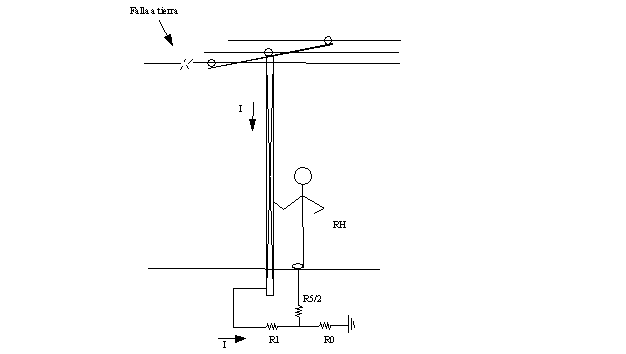 Falla a tierra
I
RH
R5/2
I
R1
R0